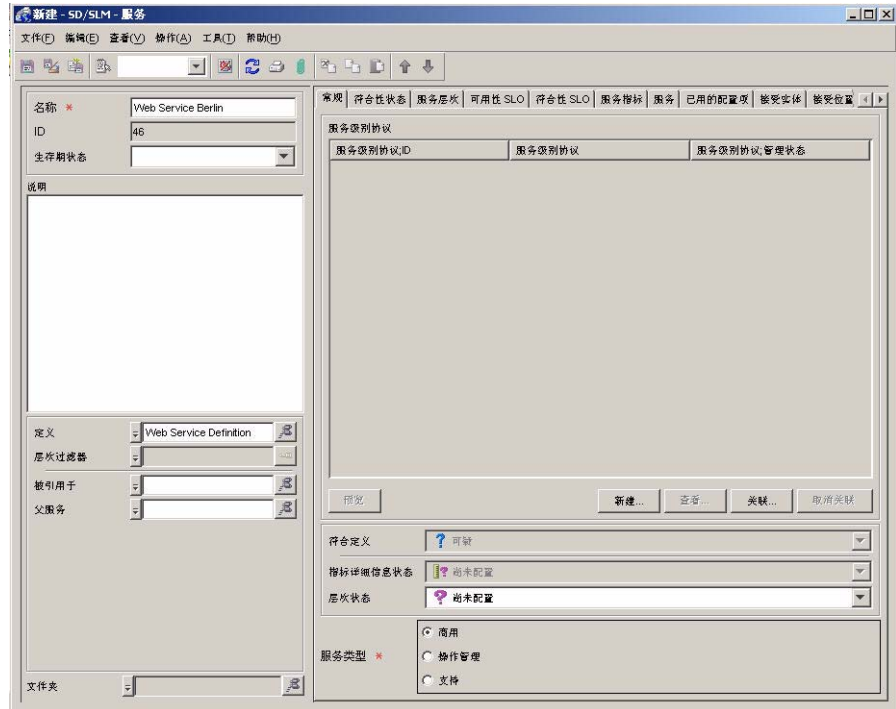 新建 - SD/SLM - 服务
文件(F) 编辑(E) 查看(V) 操作(A) 工具(T) 帮助(H)
名称 * Web Service Berlin
ID 46
生存期状态
说明
定义 Web Service Definition
层次过滤器
被引用于
父服务
文件夹
常规 符合性状态 服务层次 可用性 SLO 符合性 SLO 服务指标 服务 已用的配置项 接受实体 接受位置
服务级别协议
服务级别协议;ID 服务级别协议 服务级别协议;管理状态
预览 新建... 查看... 关联... 取消关联
符合定义 可疑
指标详细信息状态 尚未配置
层次状态 尚未配置
服务类型 * 商用
操作管理
支持